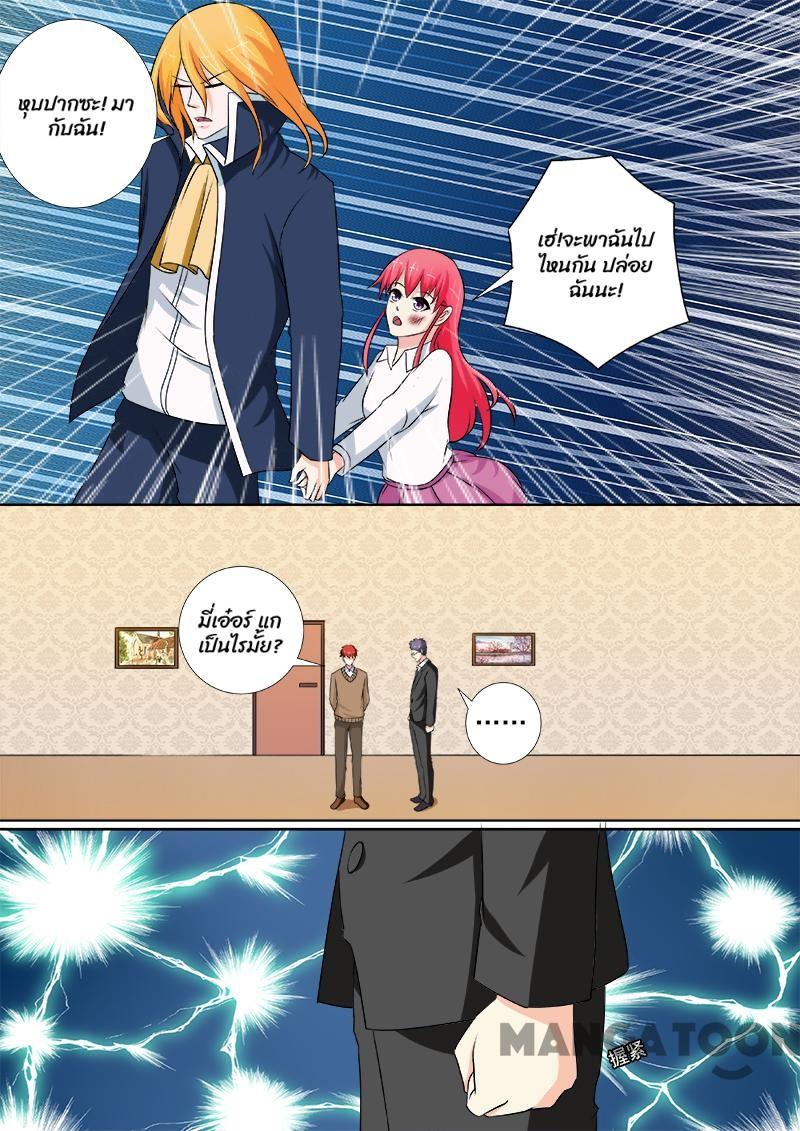 หุบปากซะ! มา
กับฉัน!
เฮ่!จะพาฉันไป
ไหนกัน ปล่อย
ฉันนะ!
มี่เอ๋อร์ แก
เป็นไรมั้ย?
......
MANGATOON
握紧